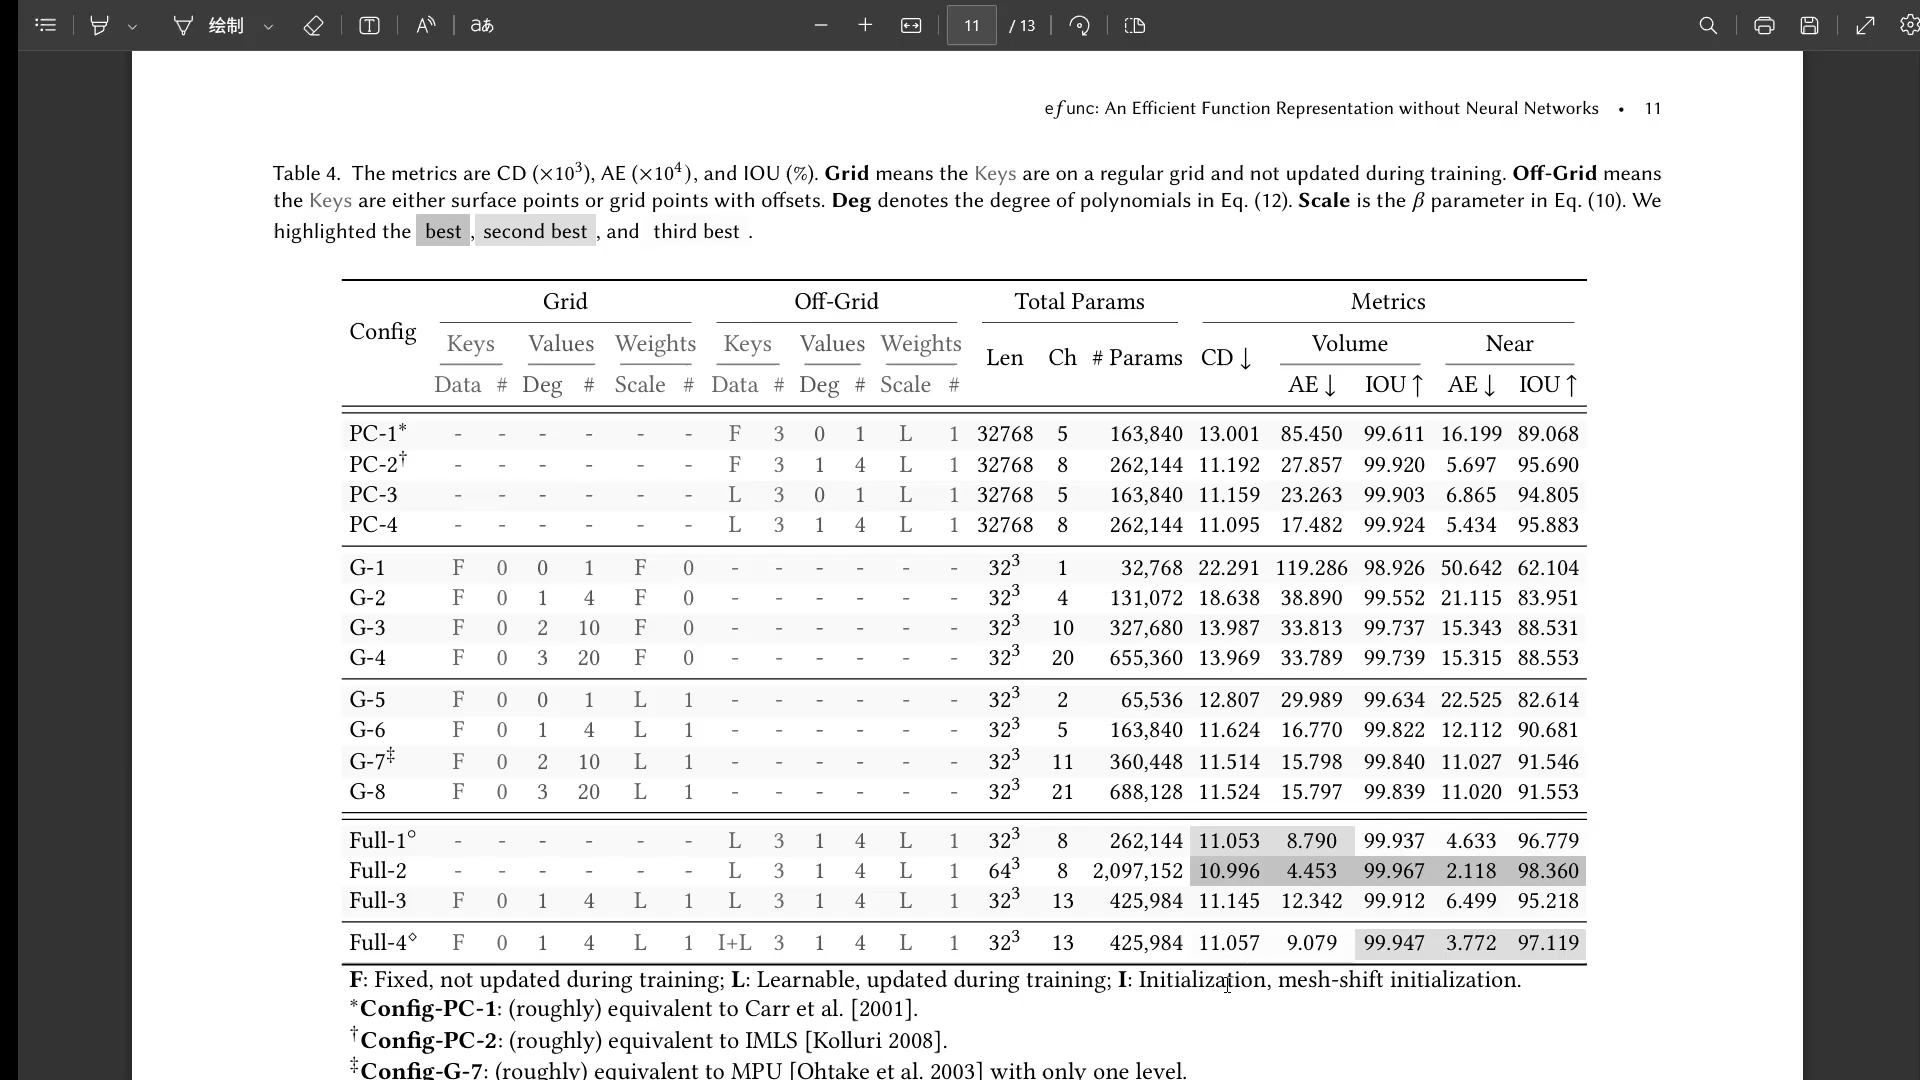 绘制
11
/ 13
aあ
efunc: An Efficient Function Representation without Neural Networks • 11
Table 4. The metrics are CD (×10³), AE (×10⁴), and IOU (%). Grid means the Keys are on a regular grid and not updated during training. Off-Grid means
the Keys are either surface points or grid points with offsets. Deg denotes the degree of polynomials in Eq. (12). Scale is the β parameter in Eq. (10). We
highlighted the best , second best , and third best .
Config Grid Off-Grid Total Params Metrics
Keys Values Weights Keys Values Weights Len Ch # Params CD ↓ Volume Near
Data # Deg # Scale # Data # Deg # Scale # AE ↓ IOU ↑ AE ↓ IOU ↑
PC-1* - - - - - - F 3 0 1 L 1 32768 5 163,840 13.001 85.450 99.611 16.199 89.068
PC-2† - - - - - - F 3 1 4 L 1 32768 8 262,144 11.192 27.857 99.920 5.697 95.690
PC-3 - - - - - - L 3 0 1 L 1 32768 5 163,840 11.159 23.263 99.903 6.865 94.805
PC-4 - - - - - - L 3 1 4 L 1 32768 8 262,144 11.095 17.482 99.924 5.434 95.883
G-1 F 0 0 1 F 0 - - - - - - 32³ 1 32,768 22.291 119.286 98.926 50.642 62.104
G-2 F 0 1 4 F 0 - - - - - - 32³ 4 131,072 18.638 38.890 99.552 21.115 83.951
G-3 F 0 2 10 F 0 - - - - - - 32³ 10 327,680 13.987 33.813 99.737 15.343 88.531
G-4 F 0 3 20 F 0 - - - - - - 32³ 20 655,360 13.969 33.789 99.739 15.315 88.553
G-5 F 0 0 1 L 1 - - - - - - 32³ 2 65,536 12.807 29.989 99.634 22.525 82.614
G-6 F 0 1 4 L 1 - - - - - - 32³ 5 163,840 11.624 16.770 99.822 12.112 90.681
G-7‡ F 0 2 10 L 1 - - - - - - 32³ 11 360,448 11.514 15.798 99.840 11.027 91.546
G-8 F 0 3 20 L 1 - - - - - - 32³ 21 688,128 11.524 15.797 99.839 11.020 91.553
Full-1° - - - - - - L 3 1 4 L 1 32³ 8 262,144 11.053 8.790 99.937 4.633 96.779
Full-2 - - - - - - L 3 1 4 L 1 64³ 8 2,097,152 10.996 4.453 99.967 2.118 98.360
Full-3 F 0 1 4 L 1 L 3 1 4 L 1 32³ 13 425,984 11.145 12.342 99.912 6.499 95.218
Full-4⋄ F 0 1 4 L 1 I+L 3 1 4 L 1 32³ 13 425,984 11.057 9.079 99.947 3.772 97.119
F: Fixed, not updated during training; L: Learnable, updated during training; I: Initialization, mesh-shift initialization.
*Config-PC-1: (roughly) equivalent to Carr et al. [2001].
†Config-PC-2: (roughly) equivalent to IMLS [Kolluri 2008].
‡Config-G-7: (roughly) equivalent to MPU [Ohtake et al. 2003] with only one level.